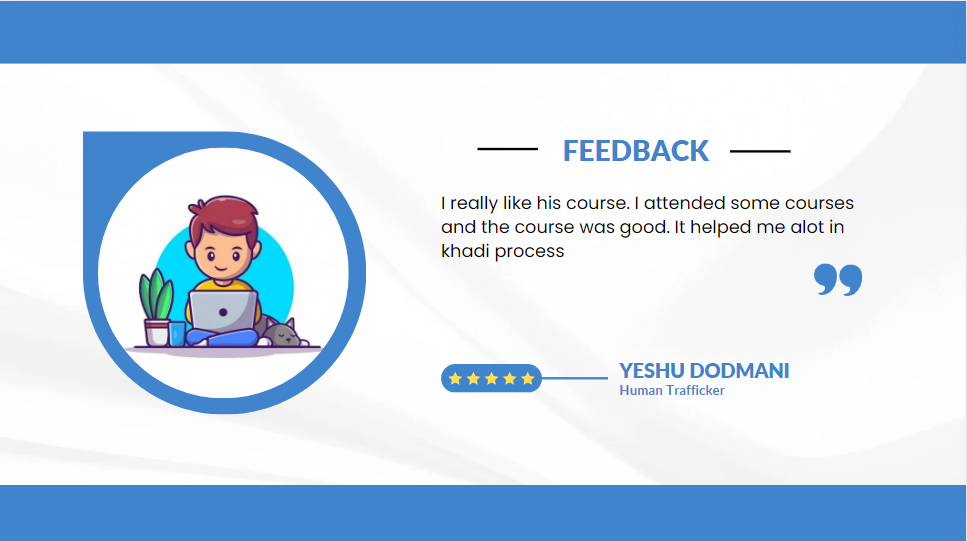 FEEDBACK
I really like his course. I attended some courses
and the course was good. It helped me alot in
khadi process
YESHU DODMANI
Human Trafficker